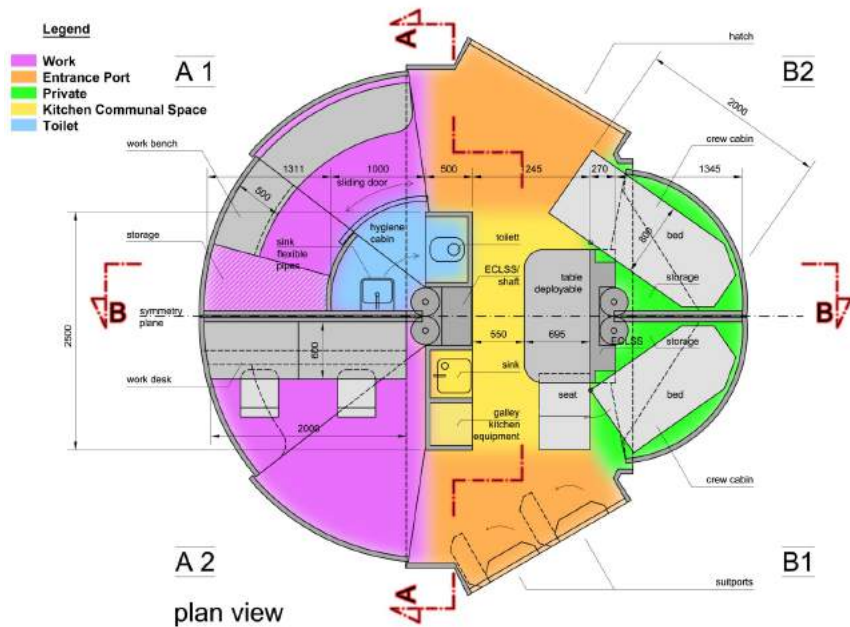 Legend
Work
Entrance Port
Private
Kitchen Communal Space
Toilet
A 1
A
B2
hatch
2000
crew cabin
work bench
1311
1000
500
245
270
1345
sliding door
500
storage
sink
flexible
pipes
hygiene
cabin
toilett
ECLSS/
shaft
table
deployable
800
bed
storage
B
symmetry
plane
B
2500
600
550
695
ECLSS
storage
work desk
sink
seat
bed
2000
galley
kitchen
equipment
crew cabin
A 2
A
B1
suitports
plan view